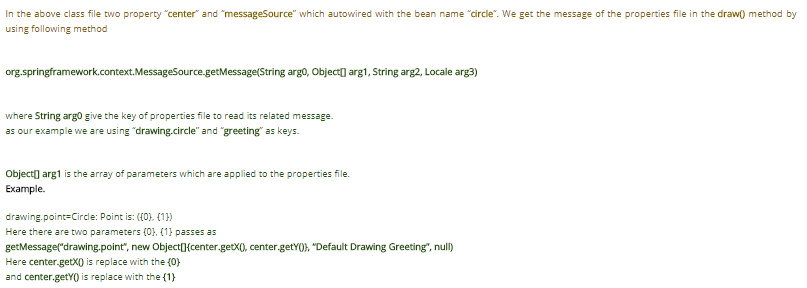 In the above class file two property "center" and "messageSource" which autowired with the bean name "circle". We get the message of the properties file in the draw() method by
using following method
org.springframework.context.MessageSource.getMessage(String arg0, Object[] arg1, String arg2, Locale arg3)
where String arg0 give the key of properties file to read its related message.
as our example we are using "drawing.circle" and "greeting" as keys.
Object[] arg1 is the array of parameters which are applied to the properties file.
Example.
drawing.point=Circle: Point is: ({0}, {1})
Here there are two parameters {0}, {1} passes as
getMessage("drawing.point", new Object[]{center.getX(), center.getY()}, "Default Drawing Greeting", null)
Here center.getX() is replace with the {0}
and center.getY() is replace with the {1}